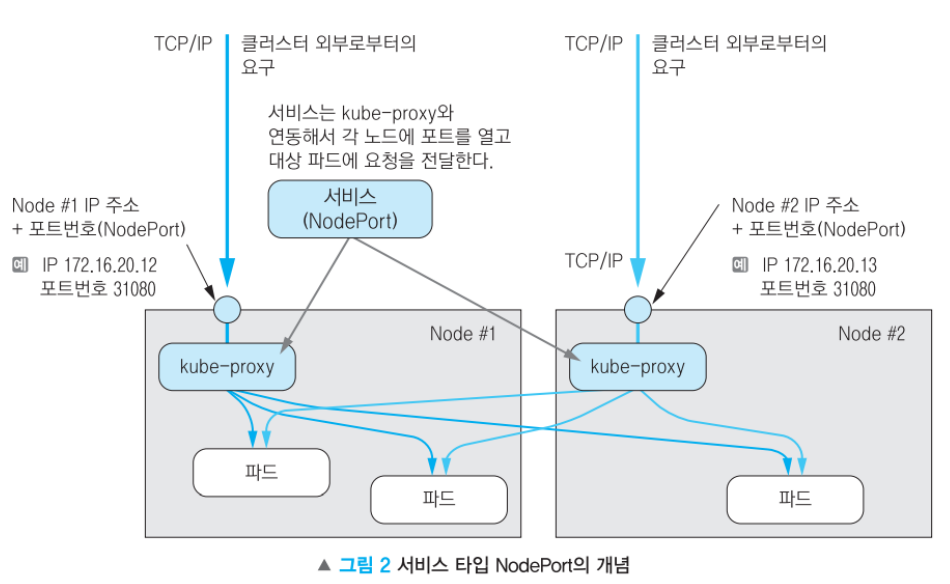 TCP/IP
클러스터 외부로부터의
요구
TCP/IP
클러스터 외부로부터의
요구
서비스는 kube-proxy와
연동해서 각 노드에 포트를 열고
대상 파드에 요청을 전달한다.
서비스
(NodePort)
Node #1 IP 주소
+ 포트번호(NodePort)
예 IP 172.16.20.12
포트번호 31080
Node #2 IP 주소
+ 포트번호(NodePort)
TCP/IP
예 IP 172.16.20.13
포트번호 31080
Node #1
Node #2
kube-proxy
kube-proxy
파드
파드
파드
▲ 그림 2 서비스 타입 NodePort의 개념